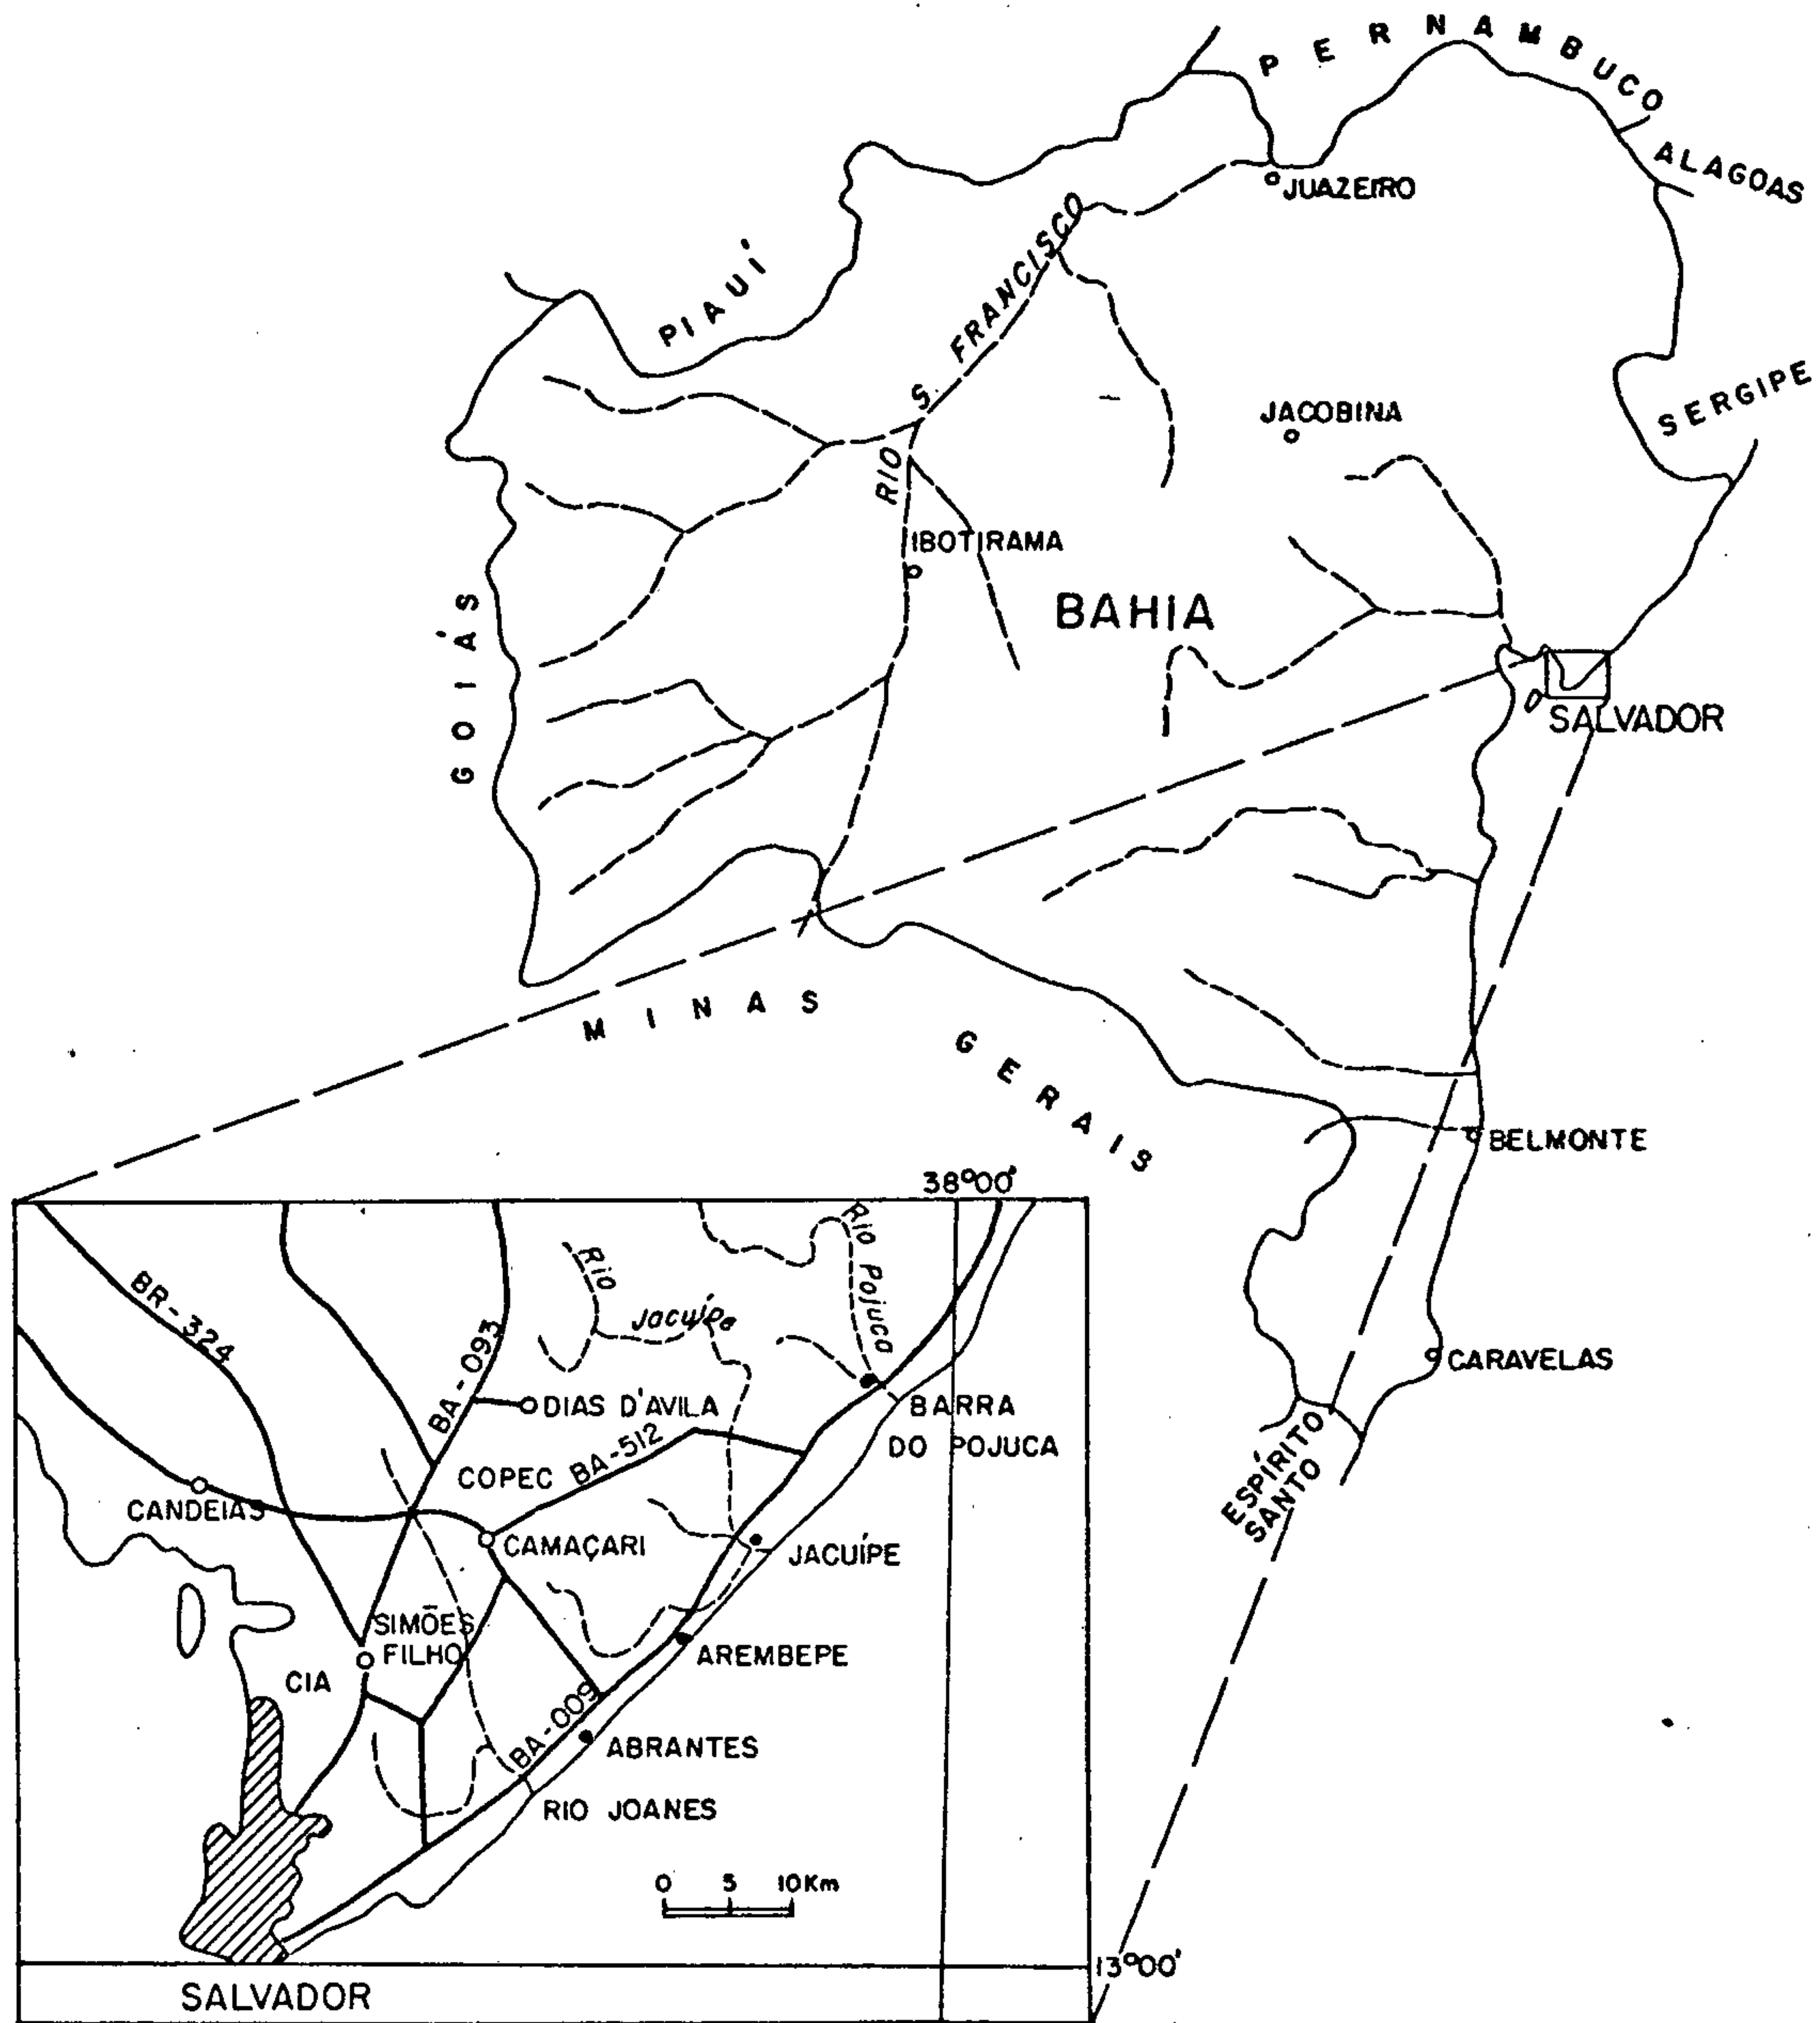 PERNAMBUCO
ALAGOAS
JUAZEIRO
PIAUÍ
RIO S. FRANCISCO
SERGIPE
JACOBINA
IBOTIRAMA
BAHIA
GOIÁS
SALVADOR
MINAS GERAIS
BELMONTE
CARAVELAS
ESPÍRITO
SANTO
38°00'
BR-324
BA-093
Rio Jacuípe
Rio Pojuco
DIAS D'AVILA
BARRA
DO POJUCA
COPEC
BA-512
CANDEIAS
CAMAÇARI
JACUÍPE
SIMÕES
FILHO
AREMBEPE
CIA
BA-009
ABRANTES
RIO JOANES
0 5 10Km
13°00'
SALVADOR